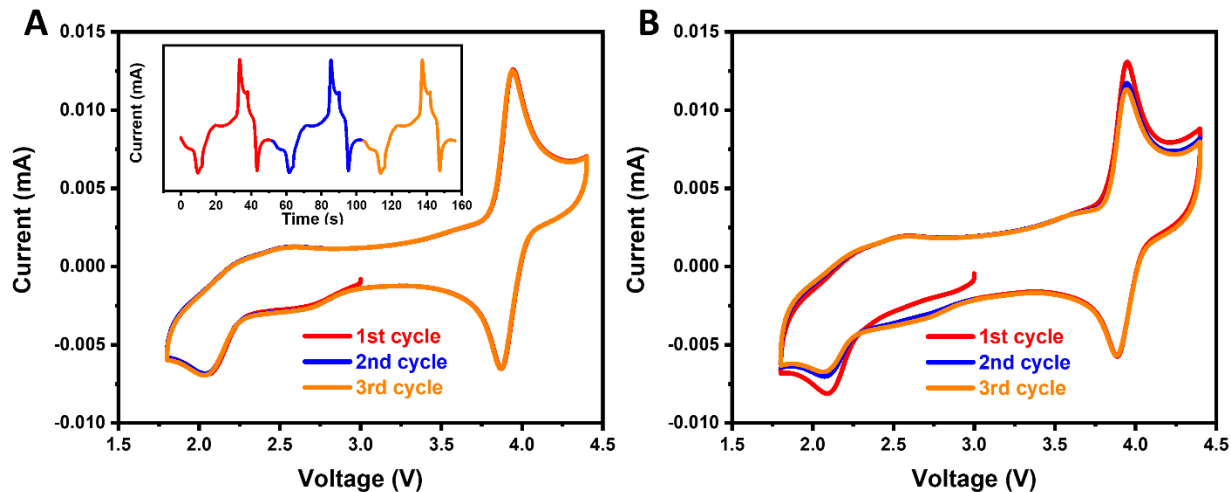 A
Current (mA)
0.015
0.010
0.005
0.000
-0.005
-0.010
1.5 2.0 2.5 3.0 3.5 4.0 4.5
Voltage (V)
Current (mA)
0 20 40 60 80 100 120 140 160
Time (s)
1st cycle
2nd cycle
3rd cycle
B
Current (mA)
0.015
0.010
0.005
0.000
-0.005
-0.010
1.5 2.0 2.5 3.0 3.5 4.0 4.5
Voltage (V)
1st cycle
2nd cycle
3rd cycle